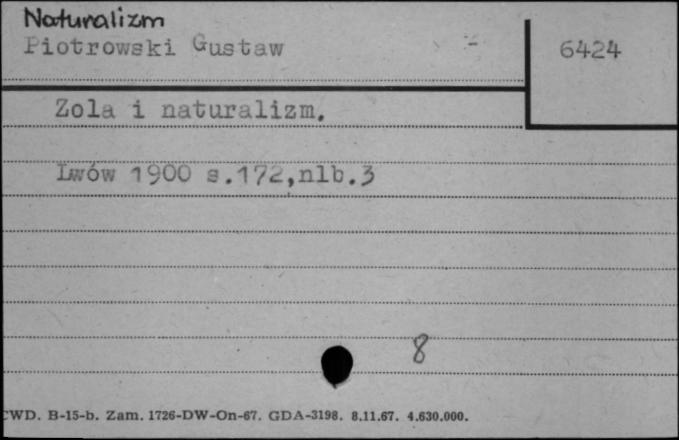 Naturalizm
Piotrowski Gustaw
6424
Zola i naturalizm.
Lwów 1900 s.172,nlb.3
8
CWD. B-15-b. Zam. 1726-DW-On-67. GDA-3198. 8.11.67. 4.630.000.